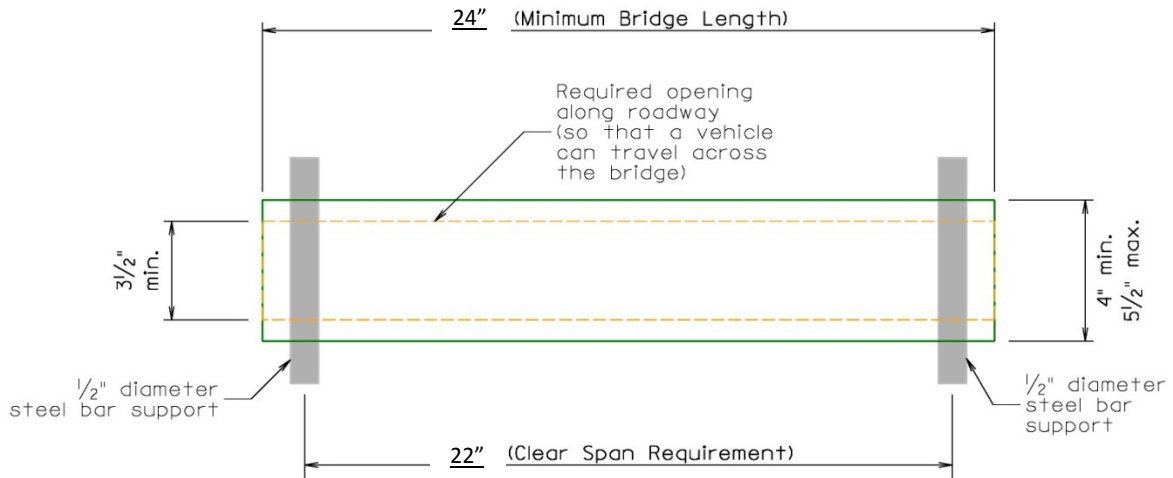 24” (Minimum Bridge Length)
Required opening
along roadway
(so that a vehicle
can travel across
the bridge)
3½"
min.
4" min.
5½" max.
½" diameter
steel bar support
½" diameter
steel bar
support
22” (Clear Span Requirement)